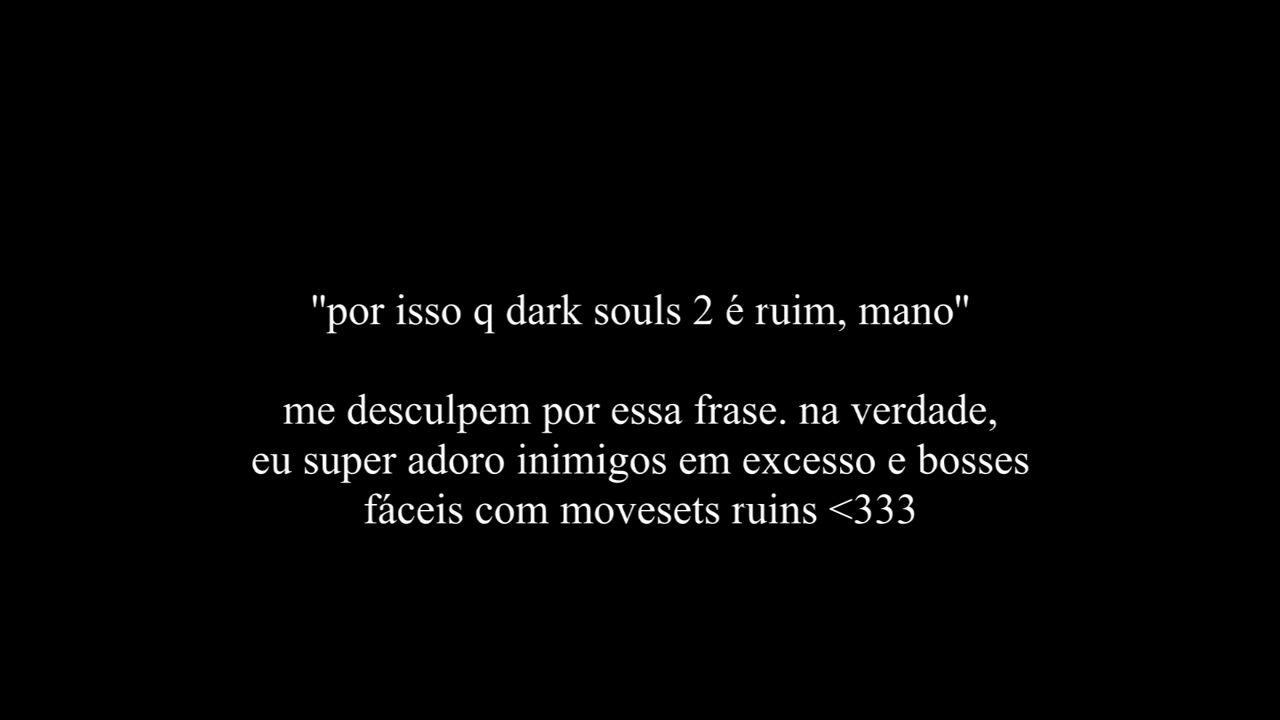 "por isso q dark souls 2 é ruim, mano"
me desculpem por essa frase. na verdade,
eu super adoro inimigos em excesso e bosses
fáceis com movesets ruins <333